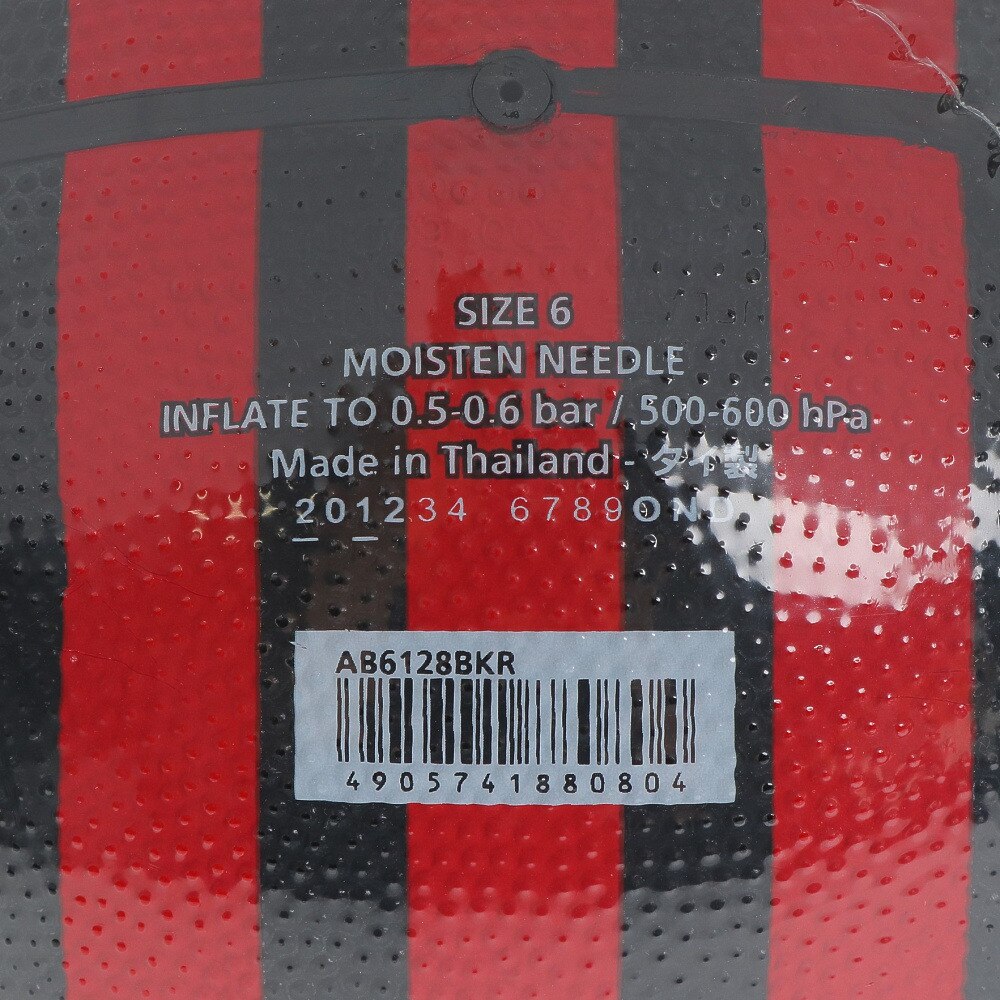 SIZE 6
MOISTEN NEEDLE
INFLATE TO 0.5-0.6 bar / 500-600 hPa
Made in Thailand - タイ製
201234 6789OND
AB6128BKR
4905741880804